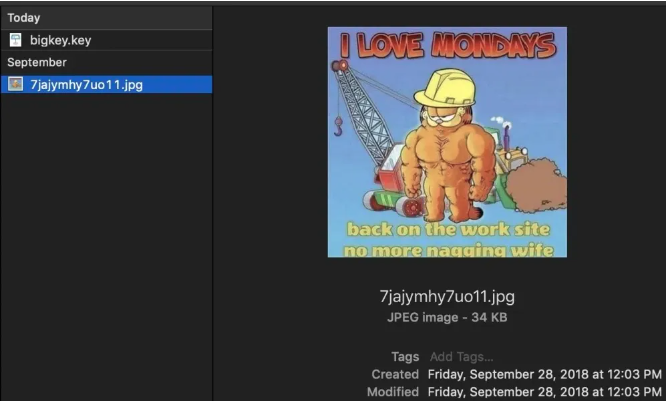 Today
bigkey.key
September
7jajymhy7uo11.jpg
I LOVE MONDAYS
back on the work site
no more nagging wife
7jajymhy7uo11.jpg
JPEG image - 34 KB
Tags Add Tags...
Created Friday, September 28, 2018 at 12:03 PM
Modified Friday, September 28, 2018 at 12:03 PM